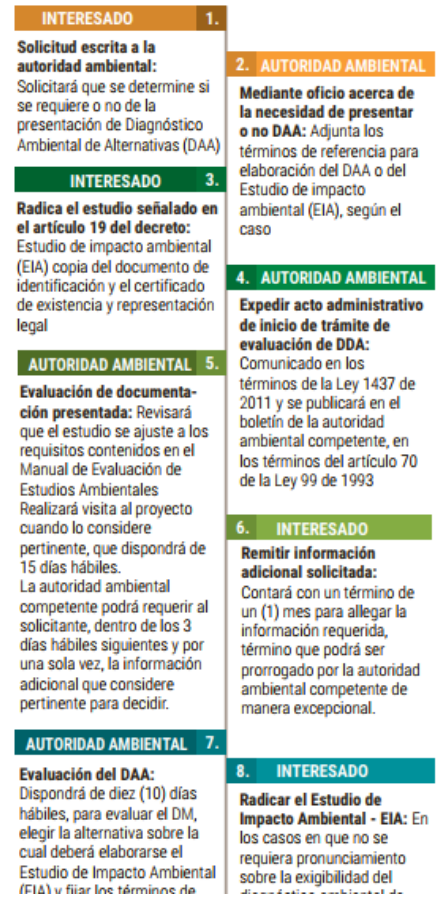 INTERESADO 1.
Solicitud escrita a la
autoridad ambiental:
Solicitará que se determine si
se requiere o no de la
presentación de Diagnóstico
Ambiental de Alternativas (DAA)
2. AUTORIDAD AMBIENTAL
Mediante oficio acerca de
la necesidad de presentar
o no DAA: Adjunta los
términos de referencia para
elaboración del DAA o del
Estudio de impacto
ambiental (EIA), según el
caso
INTERESADO 3.
Radica el estudio señalado en
el artículo 19 del decreto:
Estudio de impacto ambiental
(EIA) copia del documento de
identificación y el certificado
de existencia y representación
legal
4. AUTORIDAD AMBIENTAL
Expedir acto administrativo
de inicio de trámite de
evaluación de DDA:
Comunicado en los
términos de la Ley 1437 de
2011 y se publicará en el
boletín de la autoridad
ambiental competente, en
los términos del artículo 70
de la Ley 99 de 1993
AUTORIDAD AMBIENTAL 5.
Evaluación de documenta-
ción presentada: Revisará
que el estudio se ajuste a los
requisitos contenidos en el
Manual de Evaluación de
Estudios Ambientales
Realizará visita al proyecto
cuando lo considere
pertinente, que dispondrá de
15 días hábiles.
La autoridad ambiental
competente podrá requerir al
solicitante, dentro de los 3
días hábiles siguientes y por
una sola vez, la información
adicional que considere
pertinente para decidir.
6. INTERESADO
Remitir información
adicional solicitada:
Contará con un término de
un (1) mes para allegar la
información requerida,
término que podrá ser
prorrogado por la autoridad
ambiental competente de
manera excepcional.
AUTORIDAD AMBIENTAL 7.
Evaluación del DAA:
Dispondrá de diez (10) días
hábiles, para evaluar el DM,
elegir la alternativa sobre la
cual deberá elaborarse el
Estudio de Impacto Ambiental
(EIA) y fijar los términos de
8. INTERESADO
Radicar el Estudio de
Impacto Ambiental - EIA: En
los casos en que no se
requiera pronunciamiento
sobre la exigibilidad del
diagnóstico ambiental de